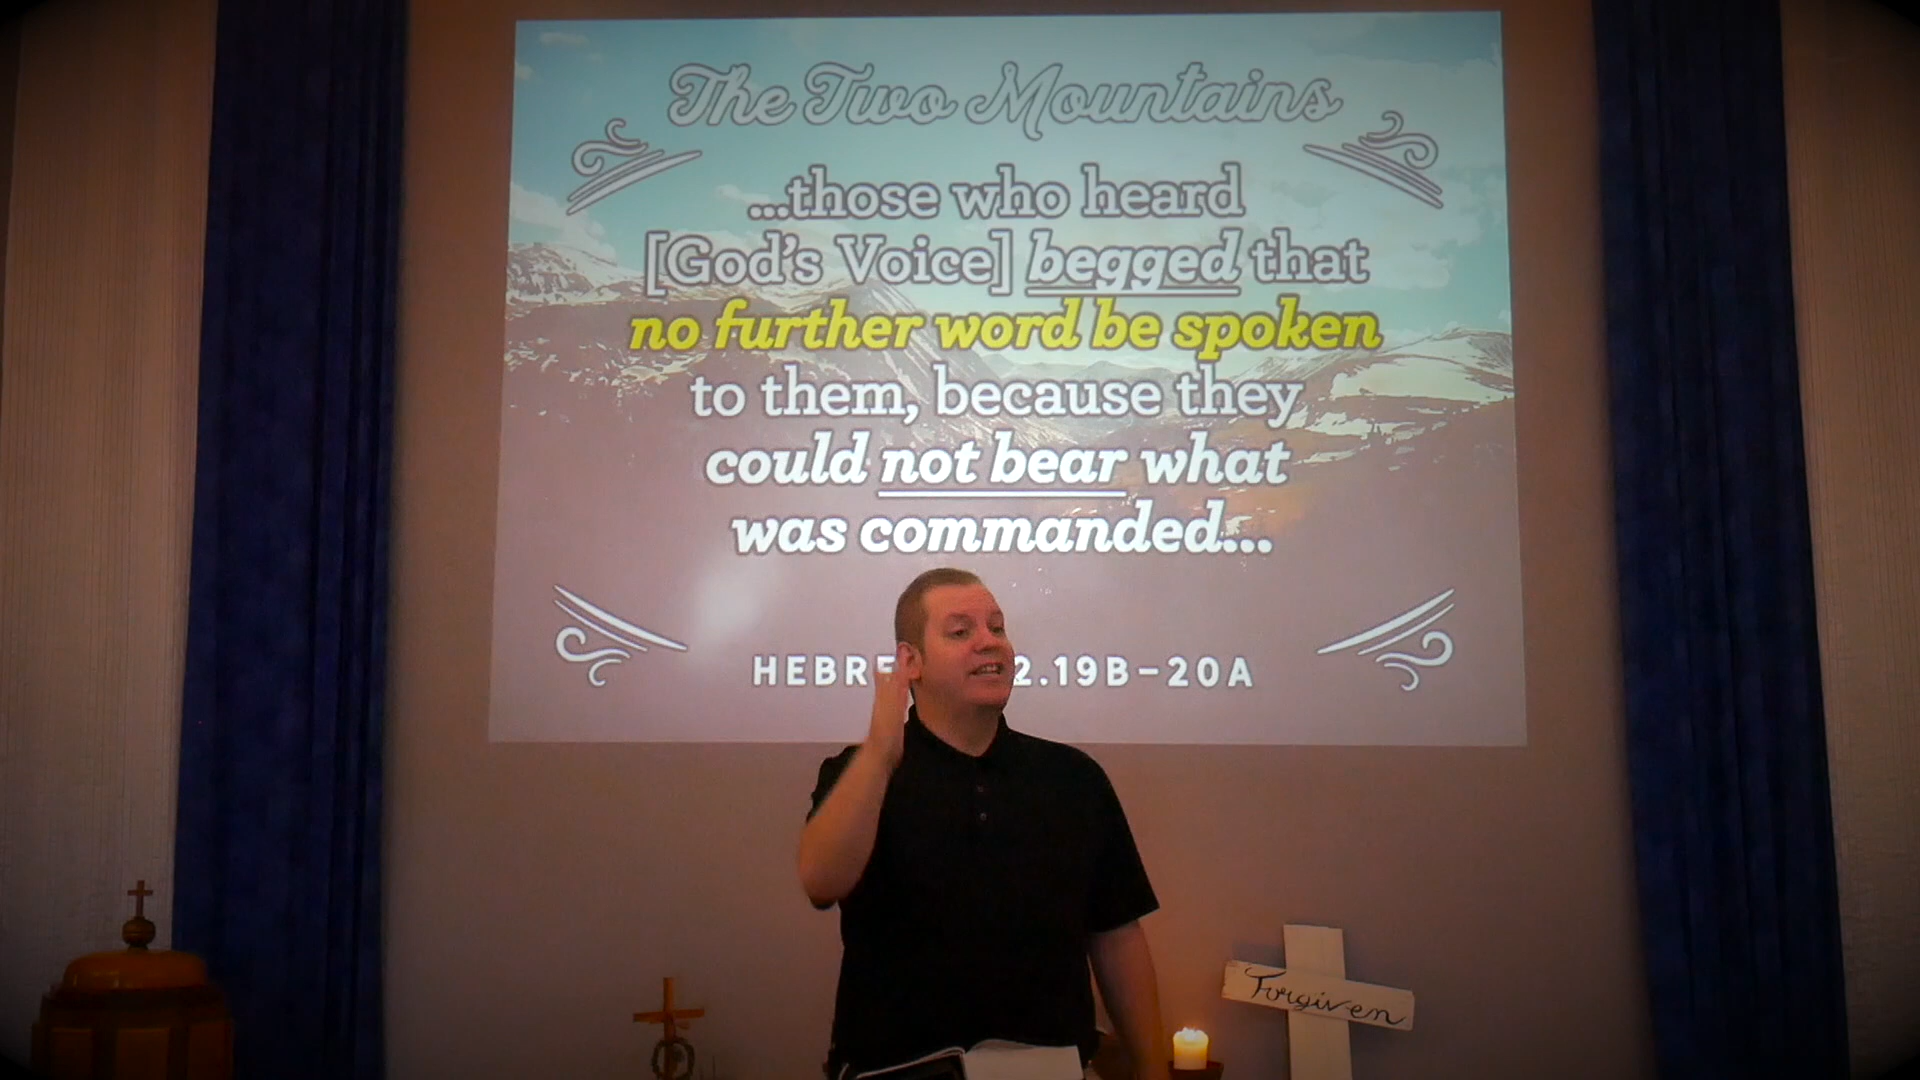 The Two Mountains
...those who heard
[God's Voice] begged that
no further word be spoken
to them, because they
could not bear what
was commanded...
HEBRE 2.19B-20A
Forgiven